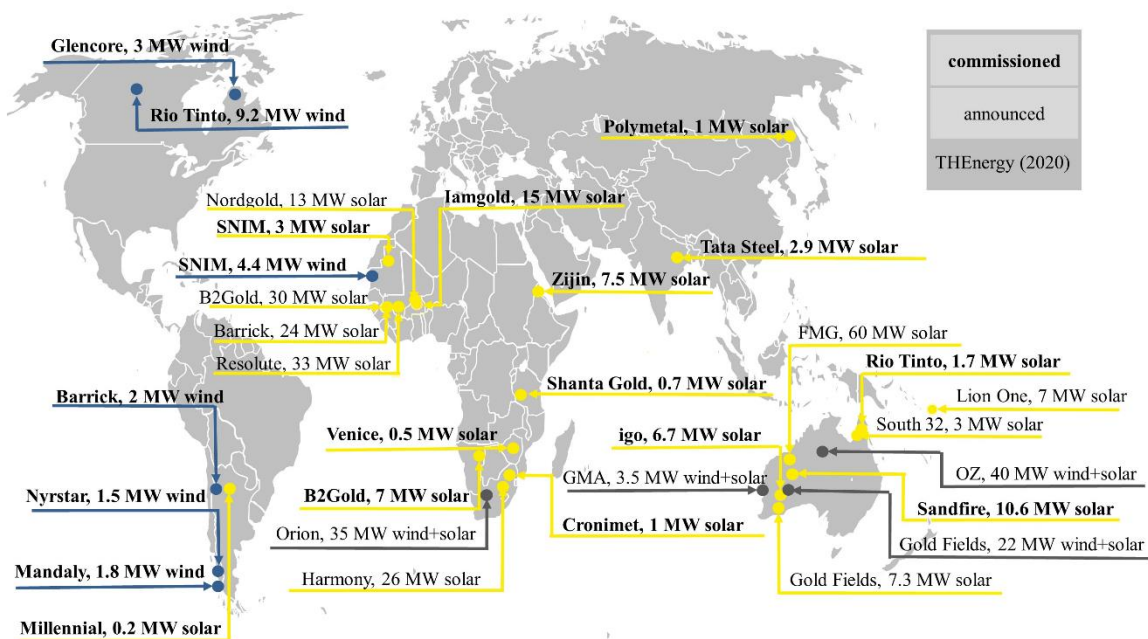 Glencore, 3 MW wind
commissioned
Rio Tinto, 9.2 MW wind
announced
Polymetal, 1 MW solar
THEnergy (2020)
Nordgold, 13 MW solar
Iamgold, 15 MW solar
SNIM, 3 MW solar
Tata Steel, 2.9 MW solar
SNIM, 4.4 MW wind
Zijin, 7.5 MW solar
B2Gold, 30 MW solar
Barrick, 24 MW solar
FMG, 60 MW solar
Resolute, 33 MW solar
Rio Tinto, 1.7 MW solar
Shanta Gold, 0.7 MW solar
Barrick, 2 MW wind
Lion One, 7 MW solar
South 32, 3 MW solar
Venice, 0.5 MW solar
igo, 6.7 MW solar
OZ, 40 MW wind+solar
GMA, 3.5 MW wind+solar
Nyrstar, 1.5 MW wind
B2Gold, 7 MW solar
Sandfire, 10.6 MW solar
Orion, 35 MW wind+solar
Cronimet, 1 MW solar
Gold Fields, 22 MW wind+solar
Mandaly, 1.8 MW wind
Harmony, 26 MW solar
Gold Fields, 7.3 MW solar
Millennial, 0.2 MW solar